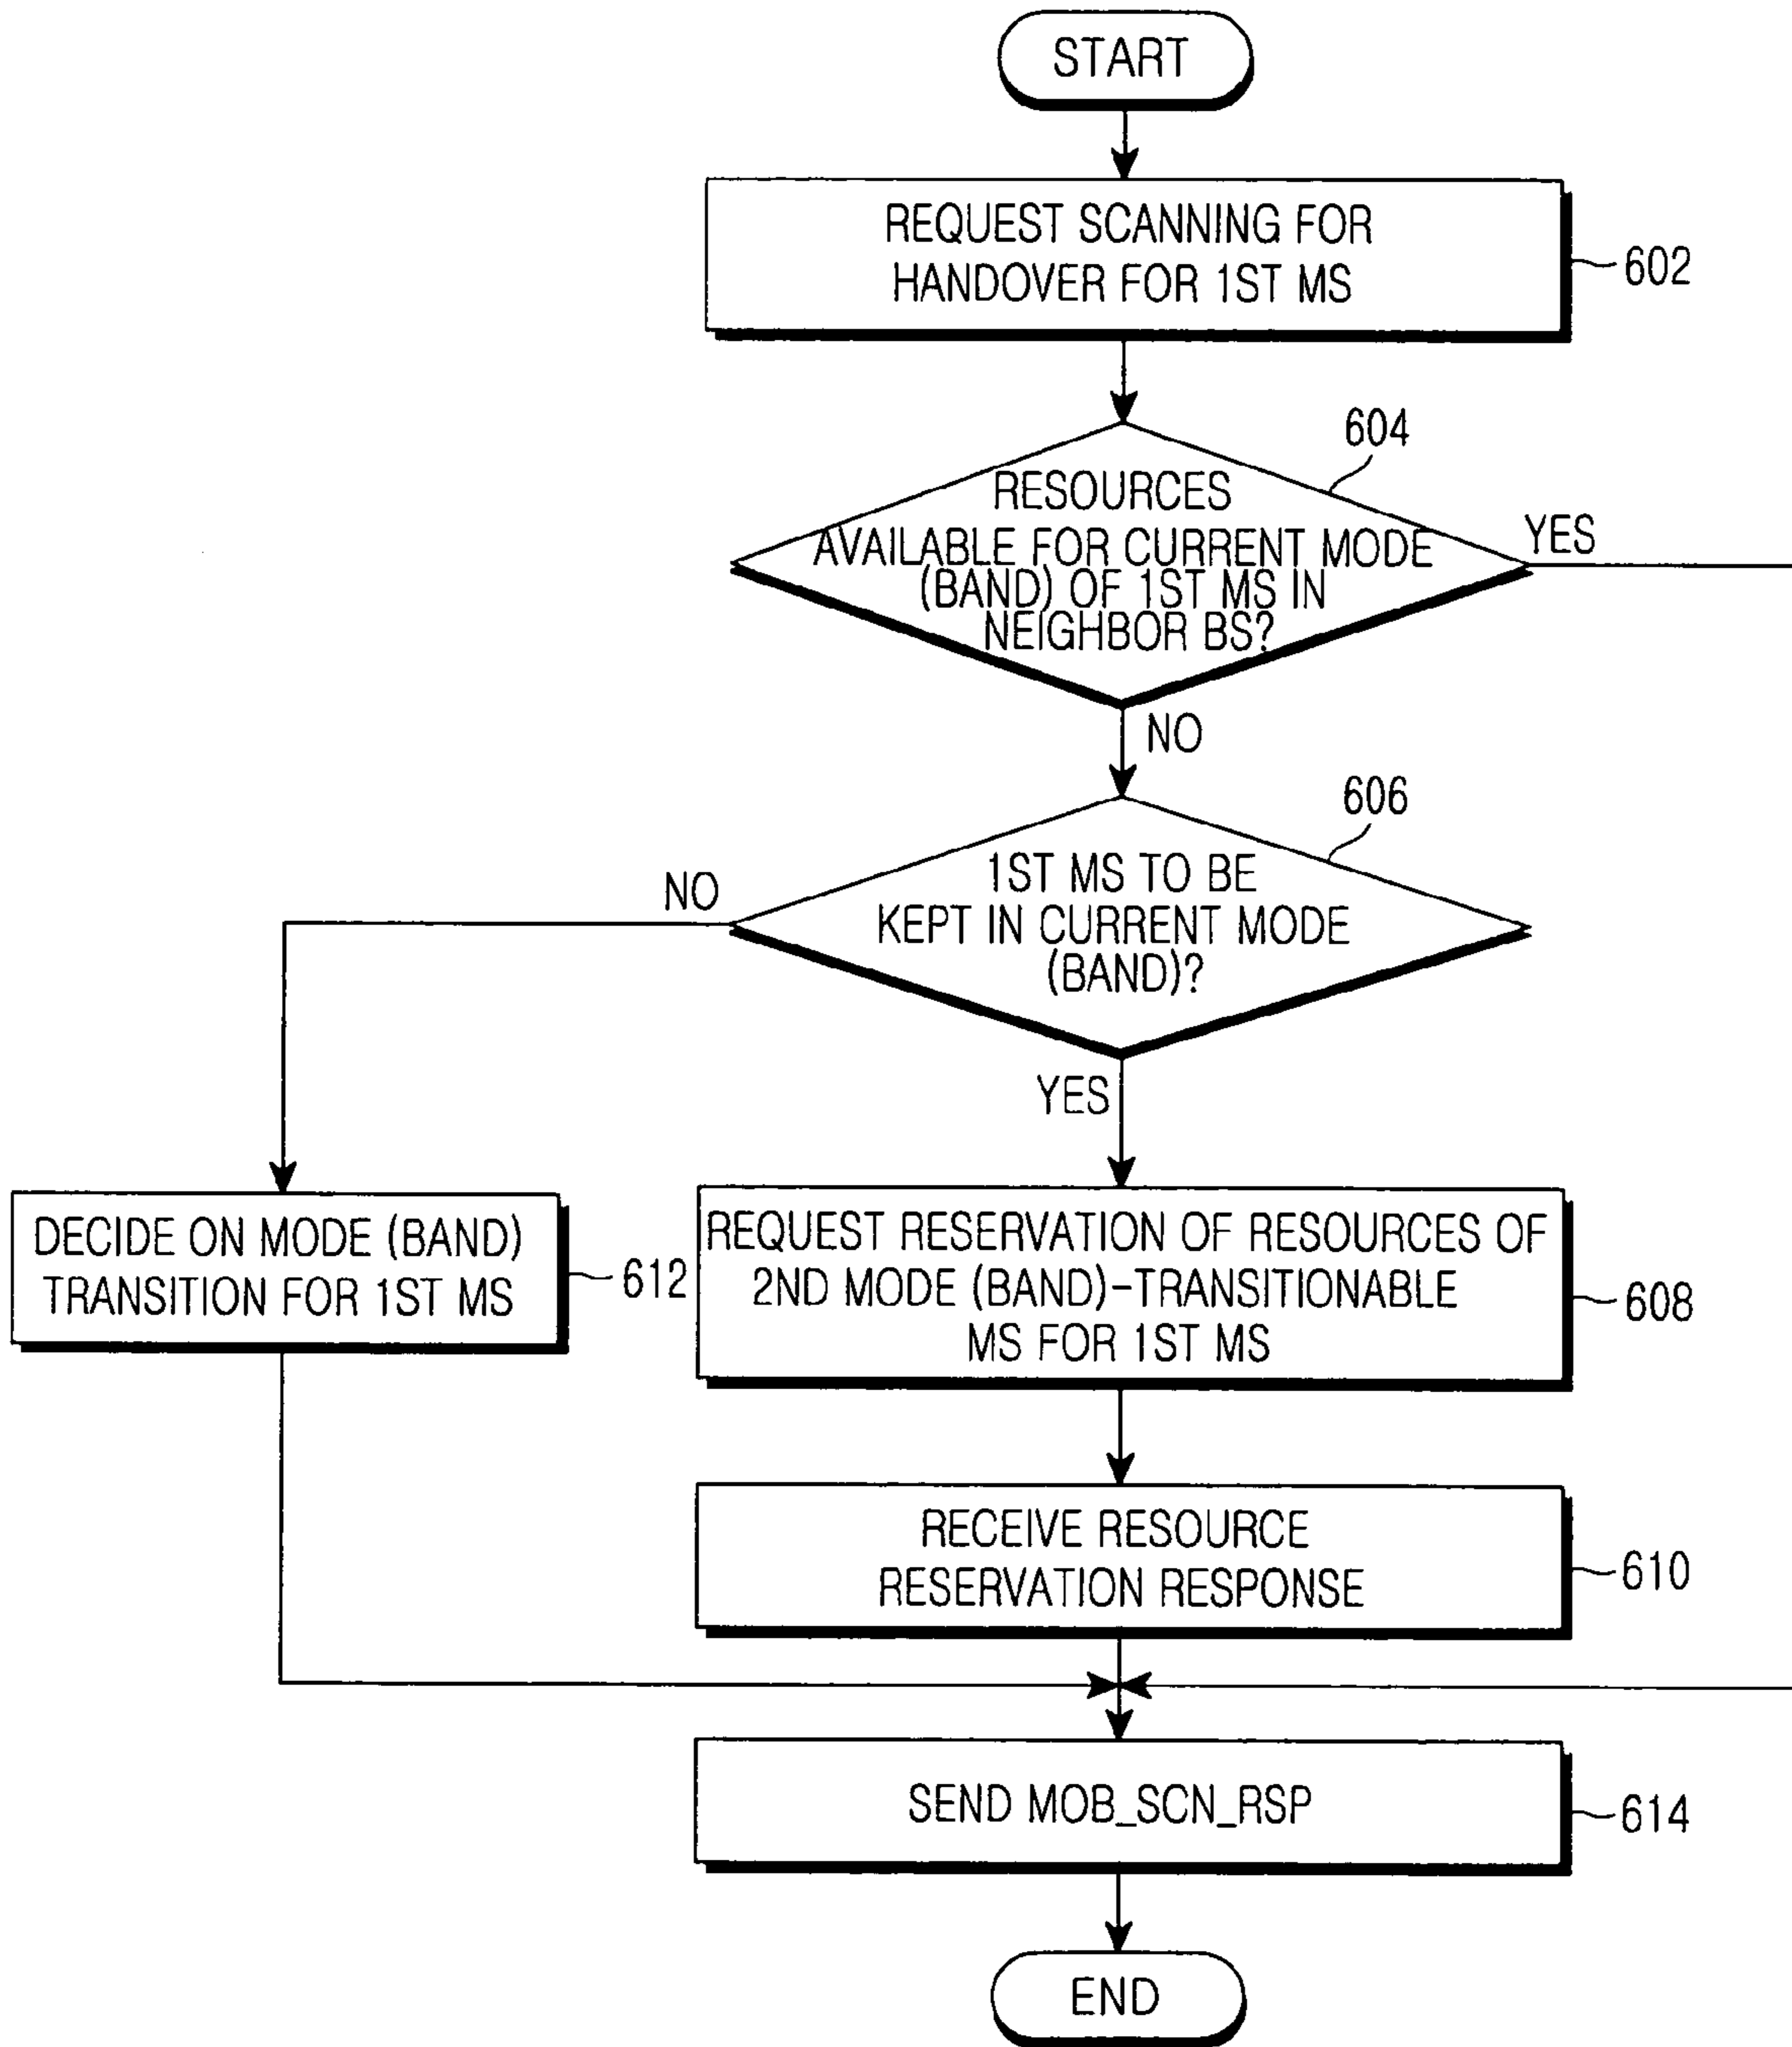 START
REQUEST SCANNING FOR
HANDOVER FOR 1ST MS
602
604
RESOURCES
AVAILABLE FOR CURRENT MODE
(BAND) OF 1ST MS IN
NEIGHBOR BS?
YES
NO
606
1ST MS TO BE
KEPT IN CURRENT MODE
(BAND)?
NO
YES
DECIDE ON MODE (BAND)
TRANSITION FOR 1ST MS
612
REQUEST RESERVATION OF RESOURCES OF
2ND MODE (BAND)-TRANSITIONABLE
MS FOR 1ST MS
608
RECEIVE RESOURCE
RESERVATION RESPONSE
610
SEND MOB_SCN_RSP
614
END